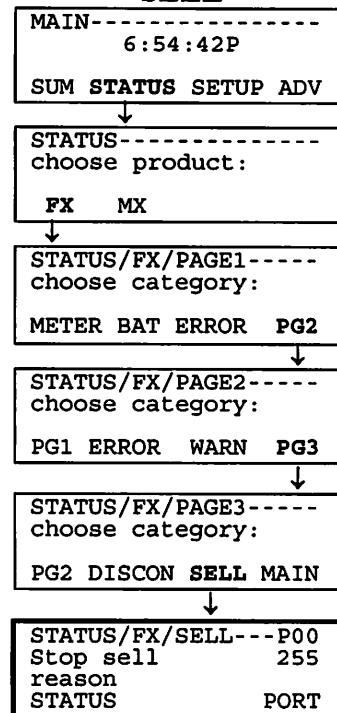 MAIN-----------------
6:54:42P
SUM STATUS SETUP ADV
STATUS--------------
choose product:
FX MX
STATUS/FX/PAGE1-----
choose category:
METER BAT ERROR PG2
STATUS/FX/PAGE2-----
choose category:
PG1 ERROR WARN PG3
STATUS/FX/PAGE3-----
choose category:
PG2 DISCON SELL MAIN
STATUS/FX/SELL---P00
Stop sell 255
reason
STATUS PORT